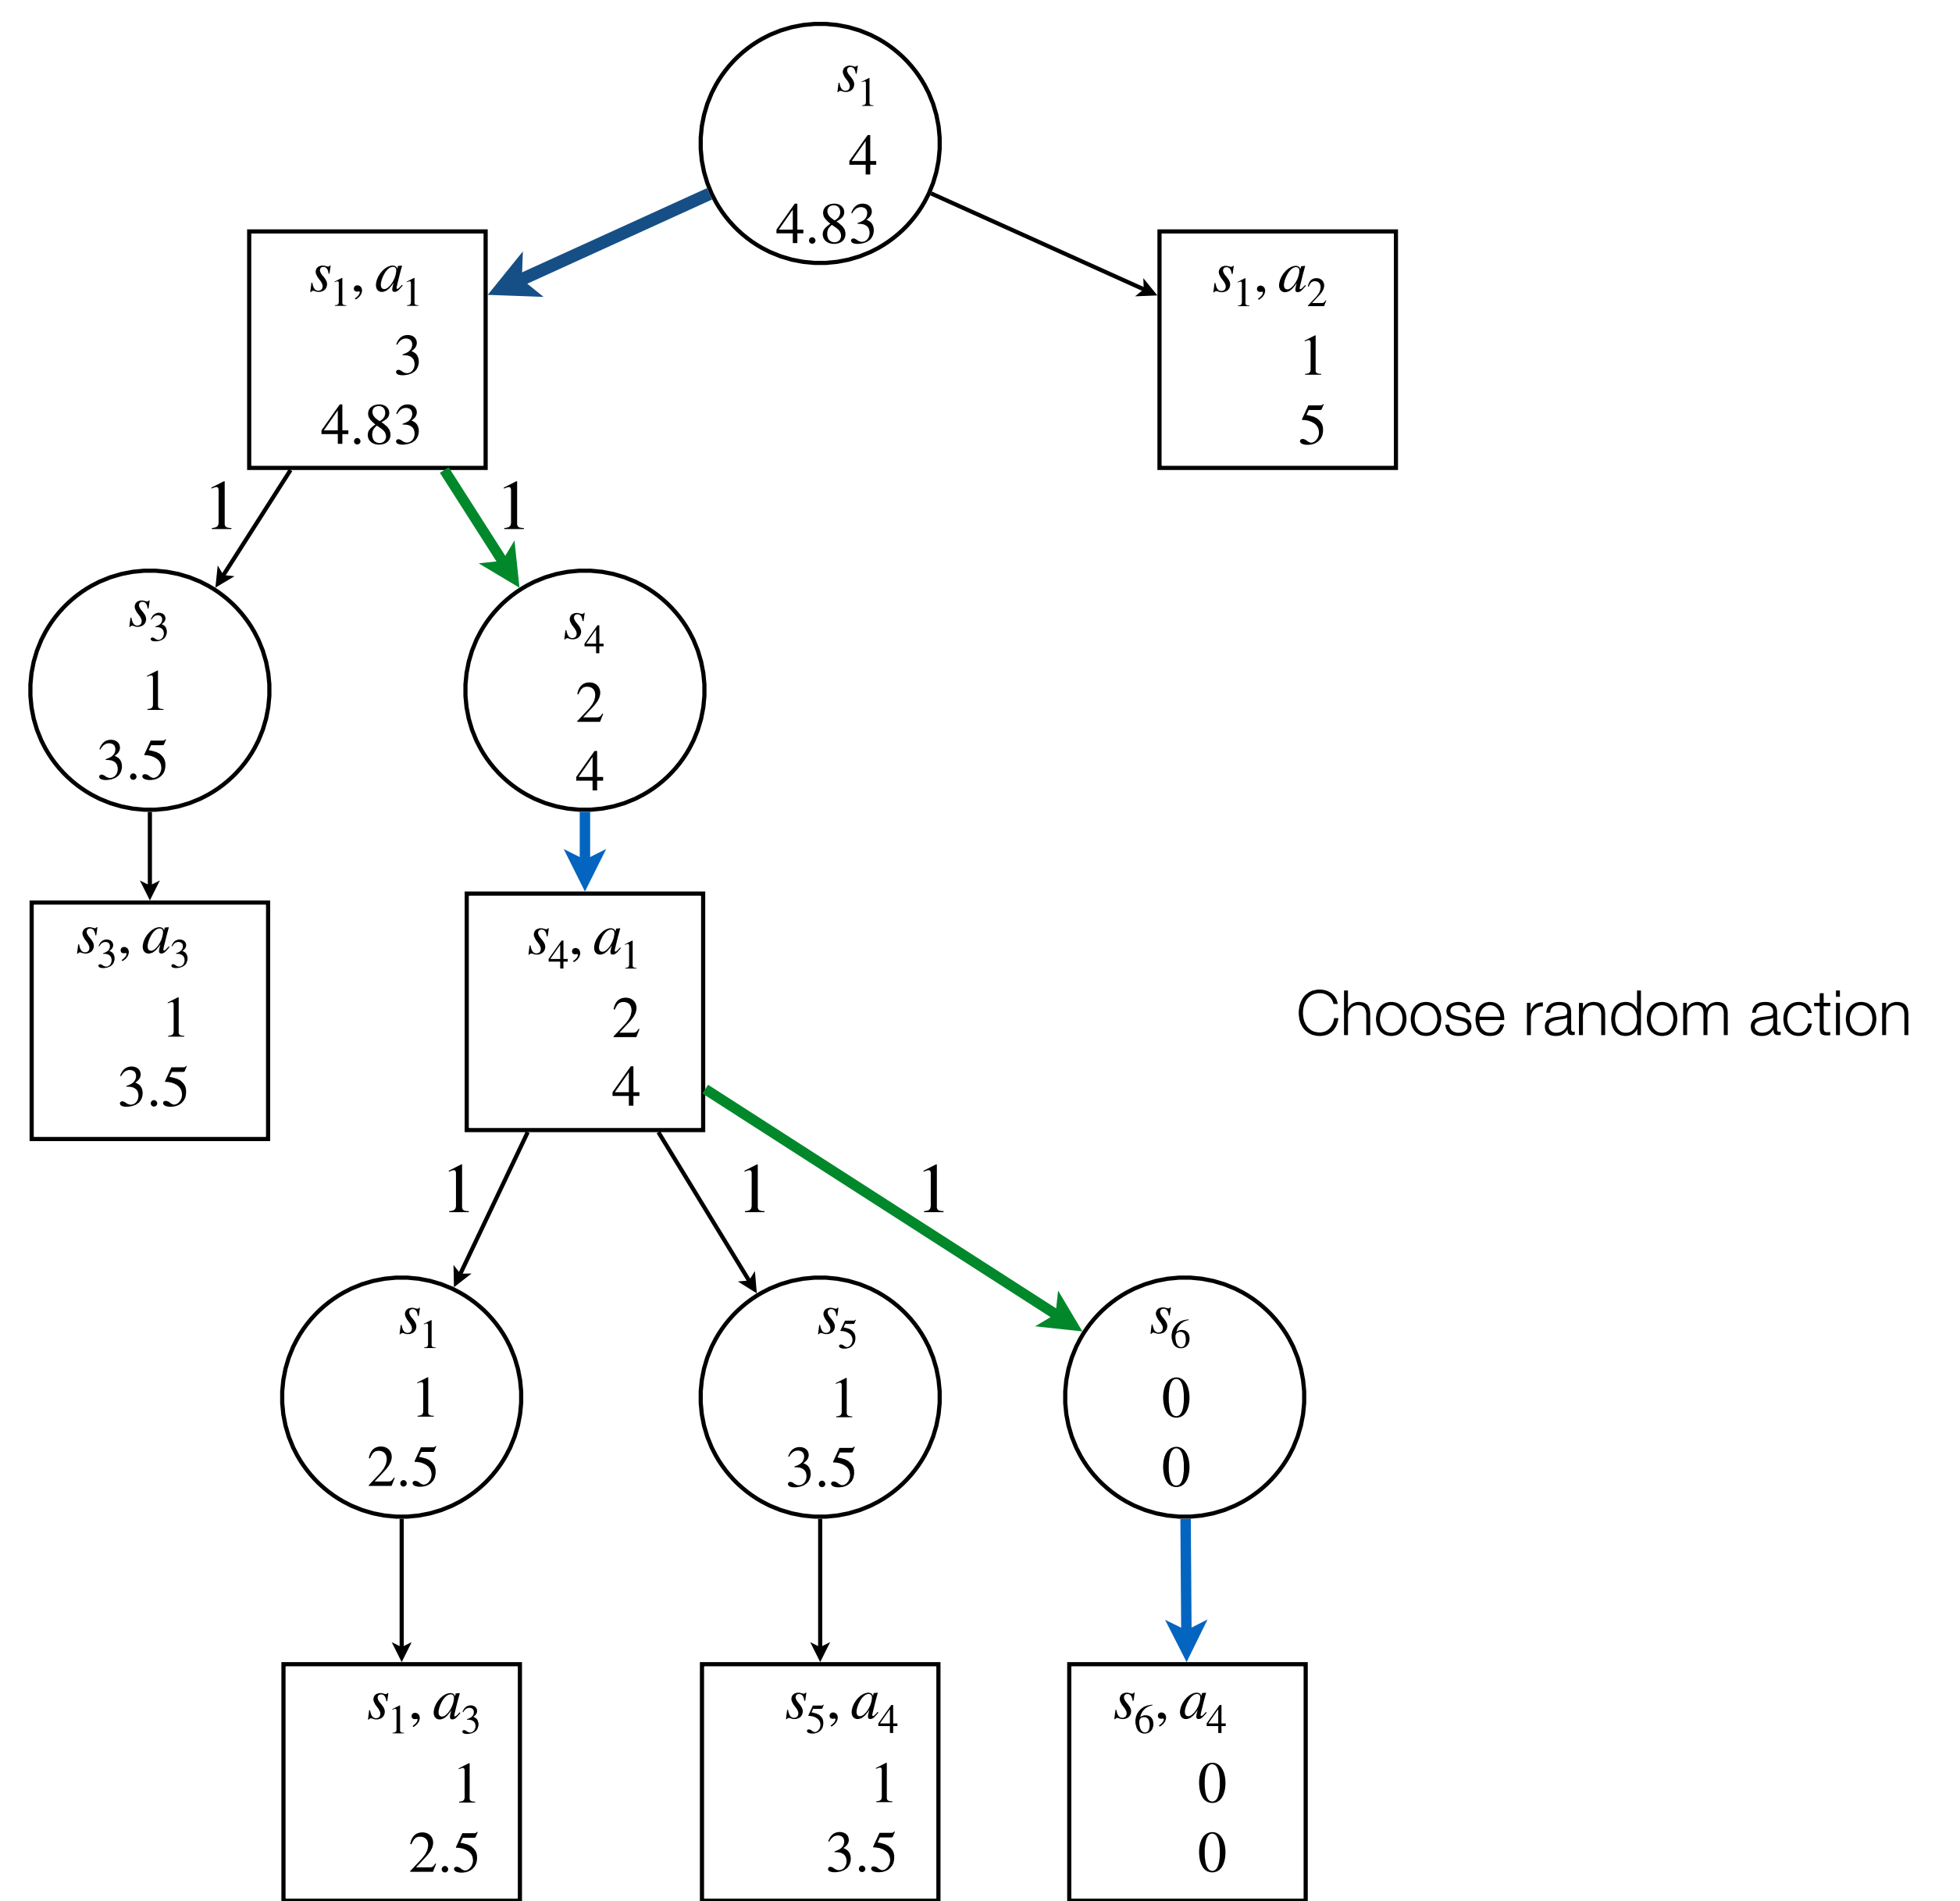 s₁
4
4.83
s₁, a₁
3
4.83
s₁, a₂
1
5
1
1
s₃
1
3.5
s₄
2
4
s₃, a₃
1
3.5
s₄, a₁
2
4
Choose random action
1
1
1
s₁
1
2.5
s₅
1
3.5
s₆
0
0
s₁, a₃
1
2.5
s₅, a₄
1
3.5
s₆, a₄
0
0